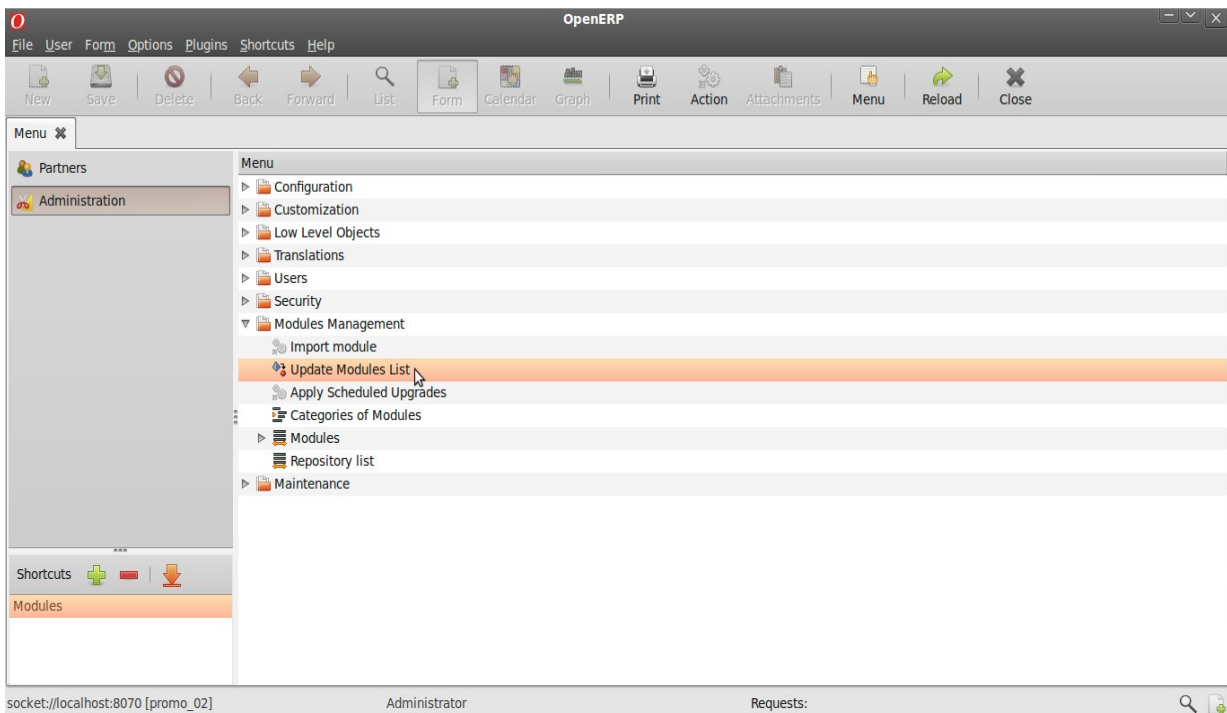 OpenERP
File User Form Options Plugins Shortcuts Help
New Save Delete Back Forward List Form Calendar Graph Print Action Attachments Menu Reload Close
Menu
Partners
Administration
Menu
Configuration
Customization
Low Level Objects
Translations
Users
Security
Modules Management
Import module
Update Modules List
Apply Scheduled Upgrades
Categories of Modules
Modules
Repository list
Maintenance
Shortcuts
Modules
socket://localhost:8070 [promo_02] Administrator Requests: